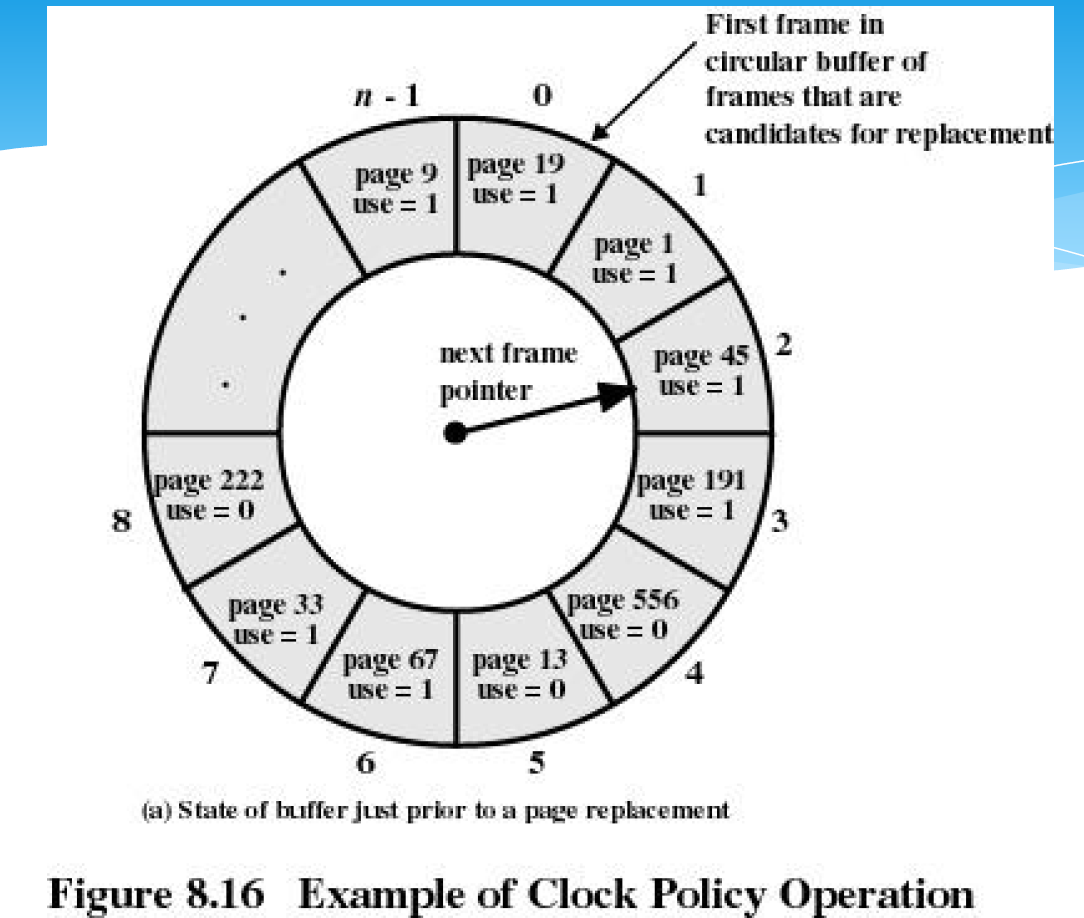 First frame in
circular buffer of
frames that are
candidates for replacement
n - 1
0
page 9
use = 1
page 19
use = 1
1
page 1
use = 1
2
page 45
use = 1
next frame
pointer
page 222
use = 0
8
page 191
use = 1
3
page 33
use = 1
7
page 556
use = 0
4
page 67
use = 1
6
page 13
use = 0
5
(a) State of buffer just prior to a page replacement
Figure 8.16 Example of Clock Policy Operation